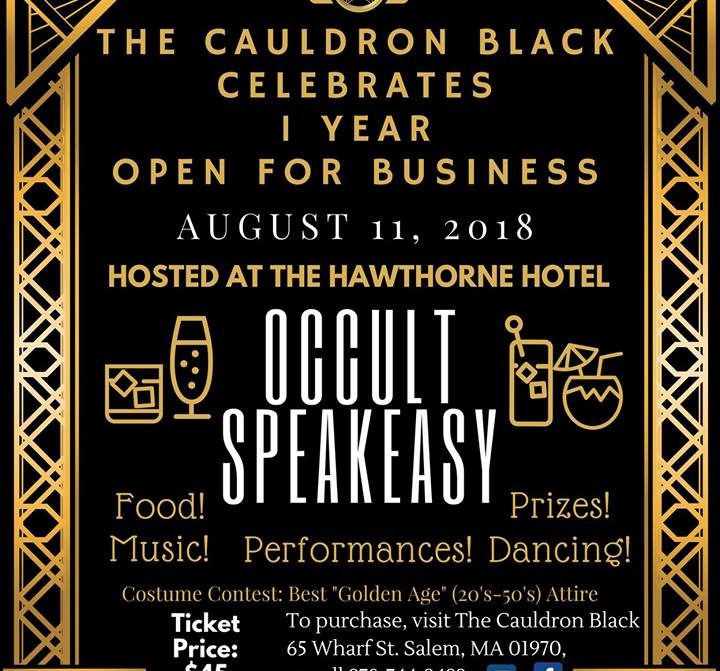 THE CAULDRON BLACK
CELEBRATES
1 YEAR
OPEN FOR BUSINESS
AUGUST 11, 2018
HOSTED AT THE HAWTHORNE HOTEL
OCCULT
SPEAKEASY
Food! Prizes!
Music! Performances! Dancing!
Costume Contest: Best "Golden Age" (20's-50's) Attire
Ticket
Price:
$45
To purchase, visit The Cauldron Black
65 Wharf St. Salem, MA 01970,